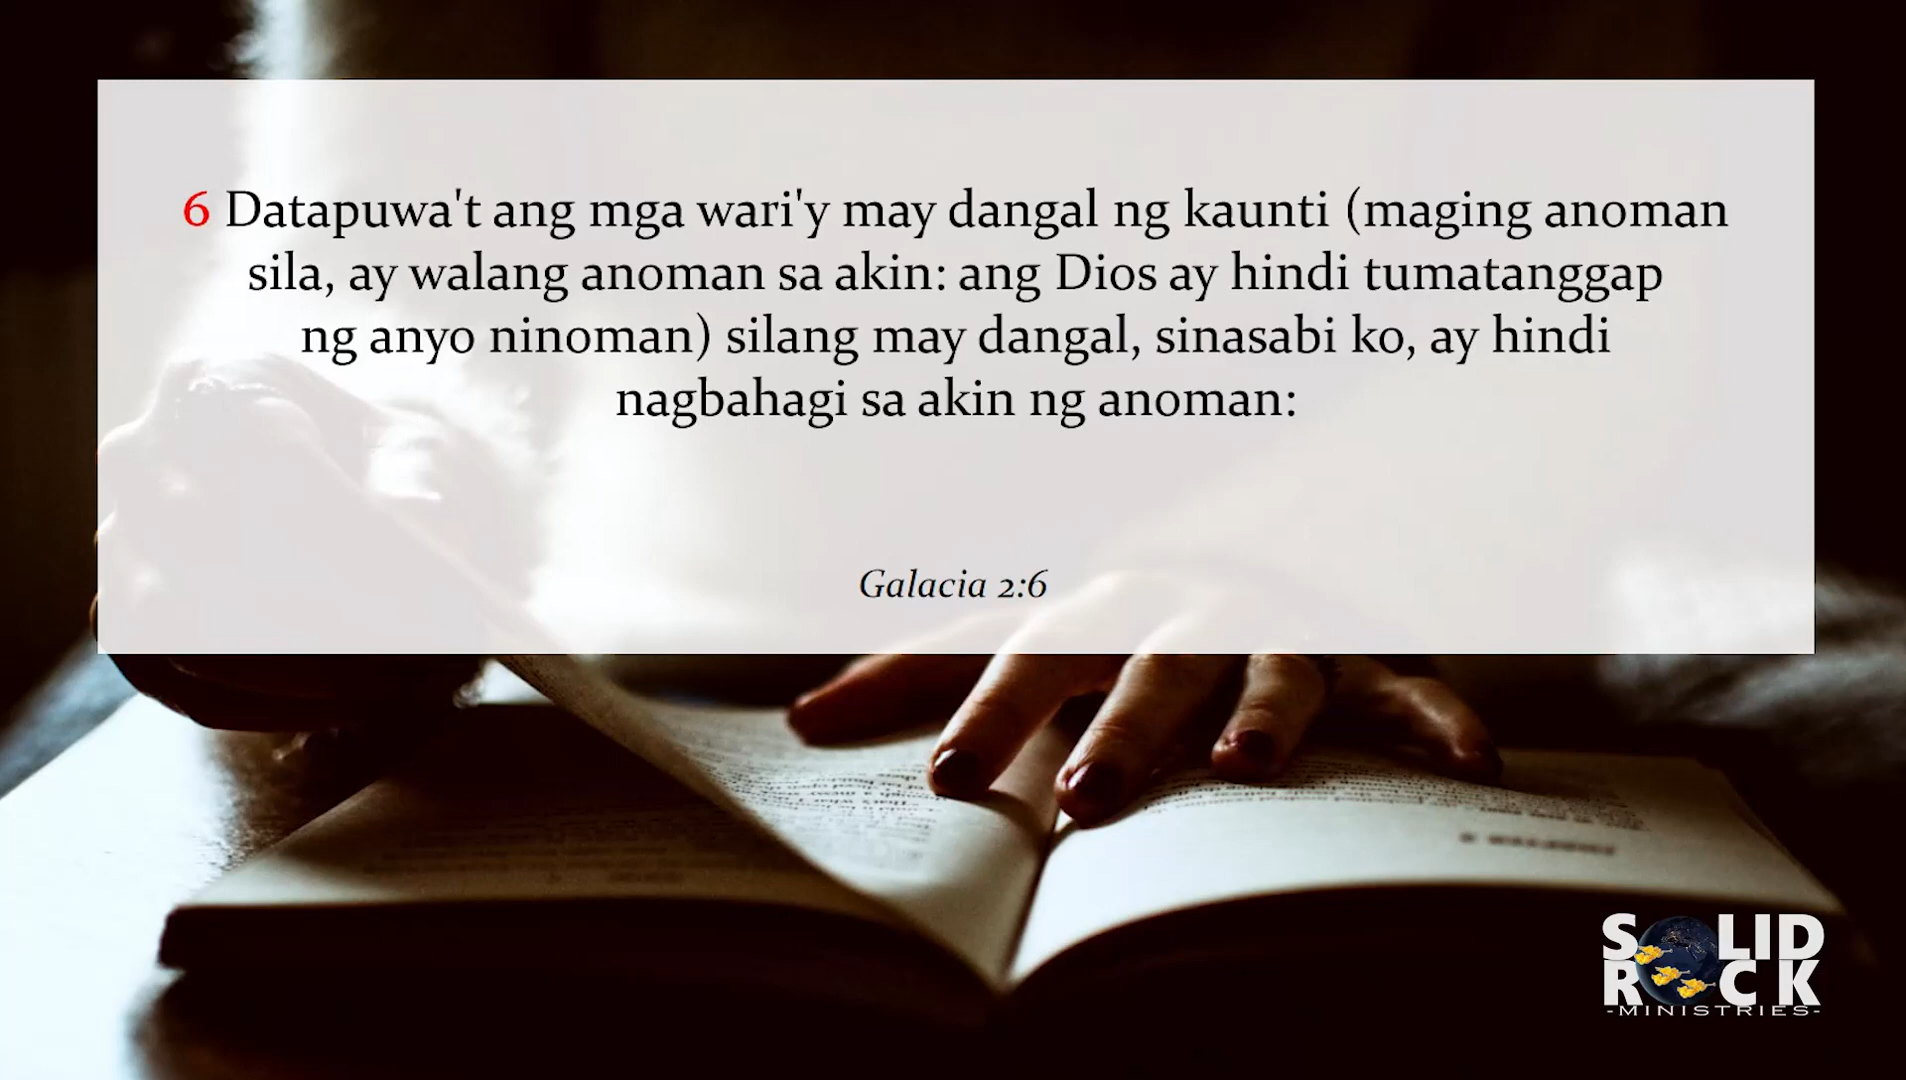 6 Datapuwa't ang mga wari'y may dangal ng kaunti (maging anoman
sila, ay walang anoman sa akin: ang Dios ay hindi tumatanggap
ng anyo ninoman) silang may dangal, sinasabi ko, ay hindi
nagbahagi sa akin ng anoman:
Galacia 2:6
SOLID
ROCK
-MINISTRIES-